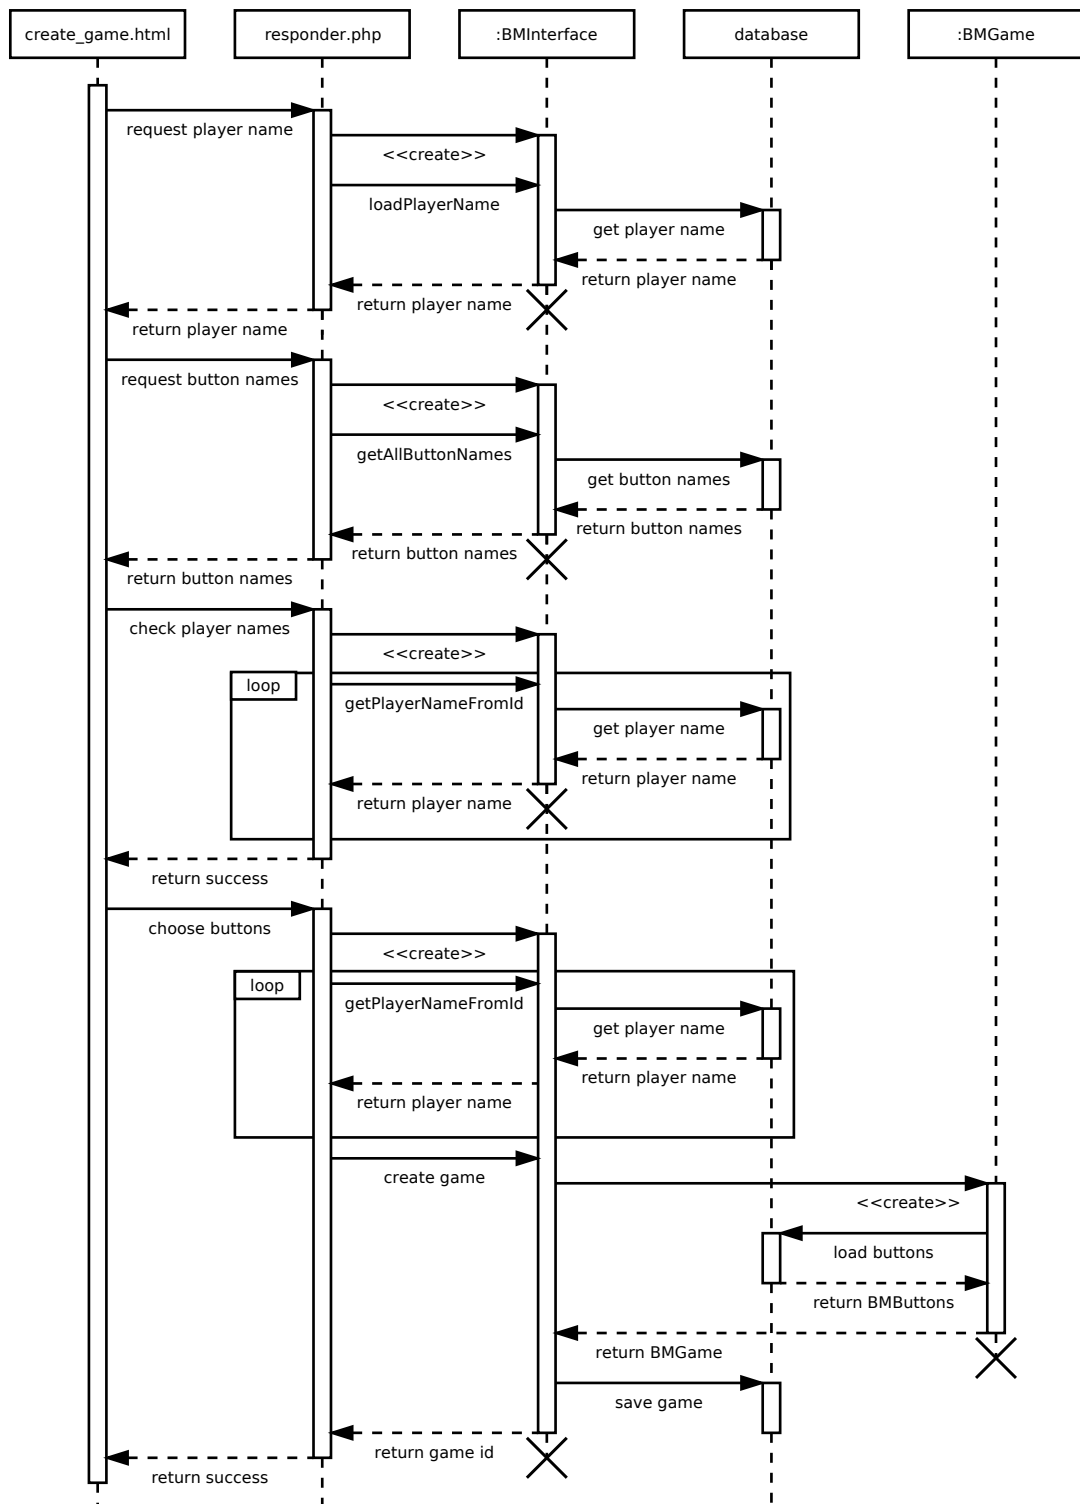 create_game.html
responder.php
:BMInterface
database
:BMGame
request player name
<<create>>
loadPlayerName
get player name
return player name
return player name
return player name
request button names
<<create>>
getAllButtonNames
get button names
return button names
return button names
return button names
check player names
<<create>>
loop
getPlayerNameFromId
get player name
return player name
return player name
return success
choose buttons
<<create>>
loop
getPlayerNameFromId
get player name
return player name
return player name
create game
<<create>>
load buttons
return BMButtons
return BMGame
save game
return game id
return success